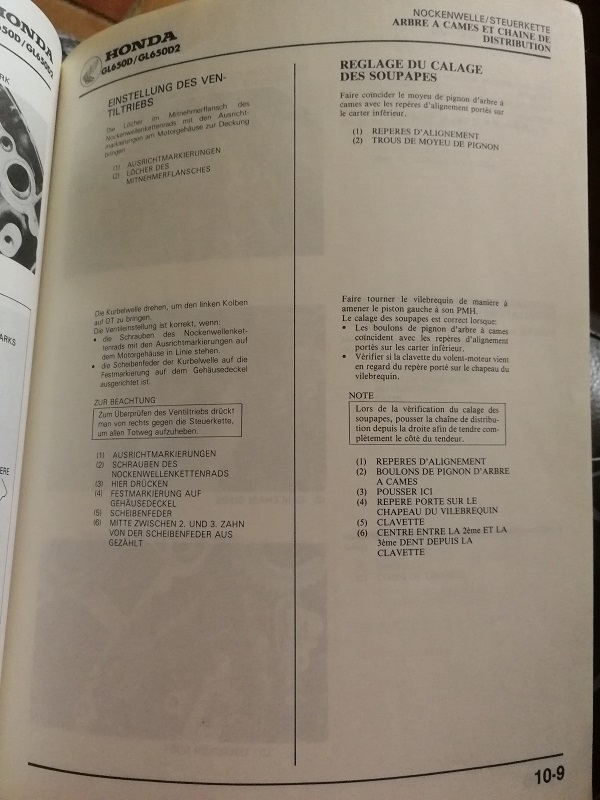 HONDA
GL650D/GL650D2
NOCKENWELLE/STEUERKETTE
ARBRE A CAMES ET CHAINE DE
DISTRIBUTION
EINSTELLUNG DES VEN-
TILTRIEBS
Die Löcher im Mitnehmerflansch des
Nockenwellenkettenrads mit den Ausricht-
markierungen am Motorgehäuse zur Deckung
bringen
(1) AUSRICHTMARKIERUNGEN
(2) LÖCHER DES
MITNEHMERFLANSCHES
Die Kurbelwelle drehen, um den linken Kolben
auf OT zu bringen.
Die Ventileinstellung ist korrekt, wenn:
• die Schrauben des Nockenwellenket-
tenrads mit den Ausrichtmarkierungen auf
dem Motorgehäuse in Linie stehen.
• die Scheibenfeder der Kurbelwelle auf die
Festmarkierung auf dem Gehäusedeckel
ausgerichtet ist.
ZUR BEACHTUNG
Zum Überprüfen des Ventiltriebs drückt
man von rechts gegen die Steuerkette,
um allen Totweg aufzuheben.
(1) AUSRICHTMARKIERUNGEN
(2) SCHRAUBEN DES
NOCKENWELLENKETTENRADS
(3) HIER DRÜCKEN
(4) FESTMARKIERUNG AUF
GEHÄUSEDECKEL
(5) SCHEIBENFEDER
(6) MITTE ZWISCHEN 2. UND 3. ZAHN
VON DER SCHEIBENFEDER AUS
GEZÄHLT
REGLAGE DU CALAGE
DES SOUPAPES
Faire coïncider le moyeu de pignon d'arbre à
cames avec les repères d'alignement portés sur
le carter inférieur.
(1) REPERES D'ALIGNEMENT
(2) TROUS DE MOYEU DE PIGNON
Faire tourner le vilebrequin de manière à
amener le piston gauche à son PMH.
Le calage des soupapes est correct lorsque:
• Les boulons de pignon d'arbre à cames
coïncident avec les repères d'alignement
portés sur les carter inférieur.
• Vérifier si la clavette du volent-moteur vient
en regard du repère porté sur le chapeau du
vilebrequin.
NOTE
Lors de la vérification du calage des
soupapes, pousser la chaîne de distribu-
tion depuis la droite afin de tendre com-
plètement le côté du tendeur.
(1) REPERES D'ALIGNEMENT
(2) BOULONS DE PIGNON D'ARBRE
A CAMES
(3) POUSSER ICI
(4) REPERE PORTE SUR LE
CHAPEAU DU VILEBREQUIN
(5) CLAVETTE
(6) CENTRE ENTRE LA 2ème ET LA
3ème DENT DEPUIS LA
CLAVETTE
10-9